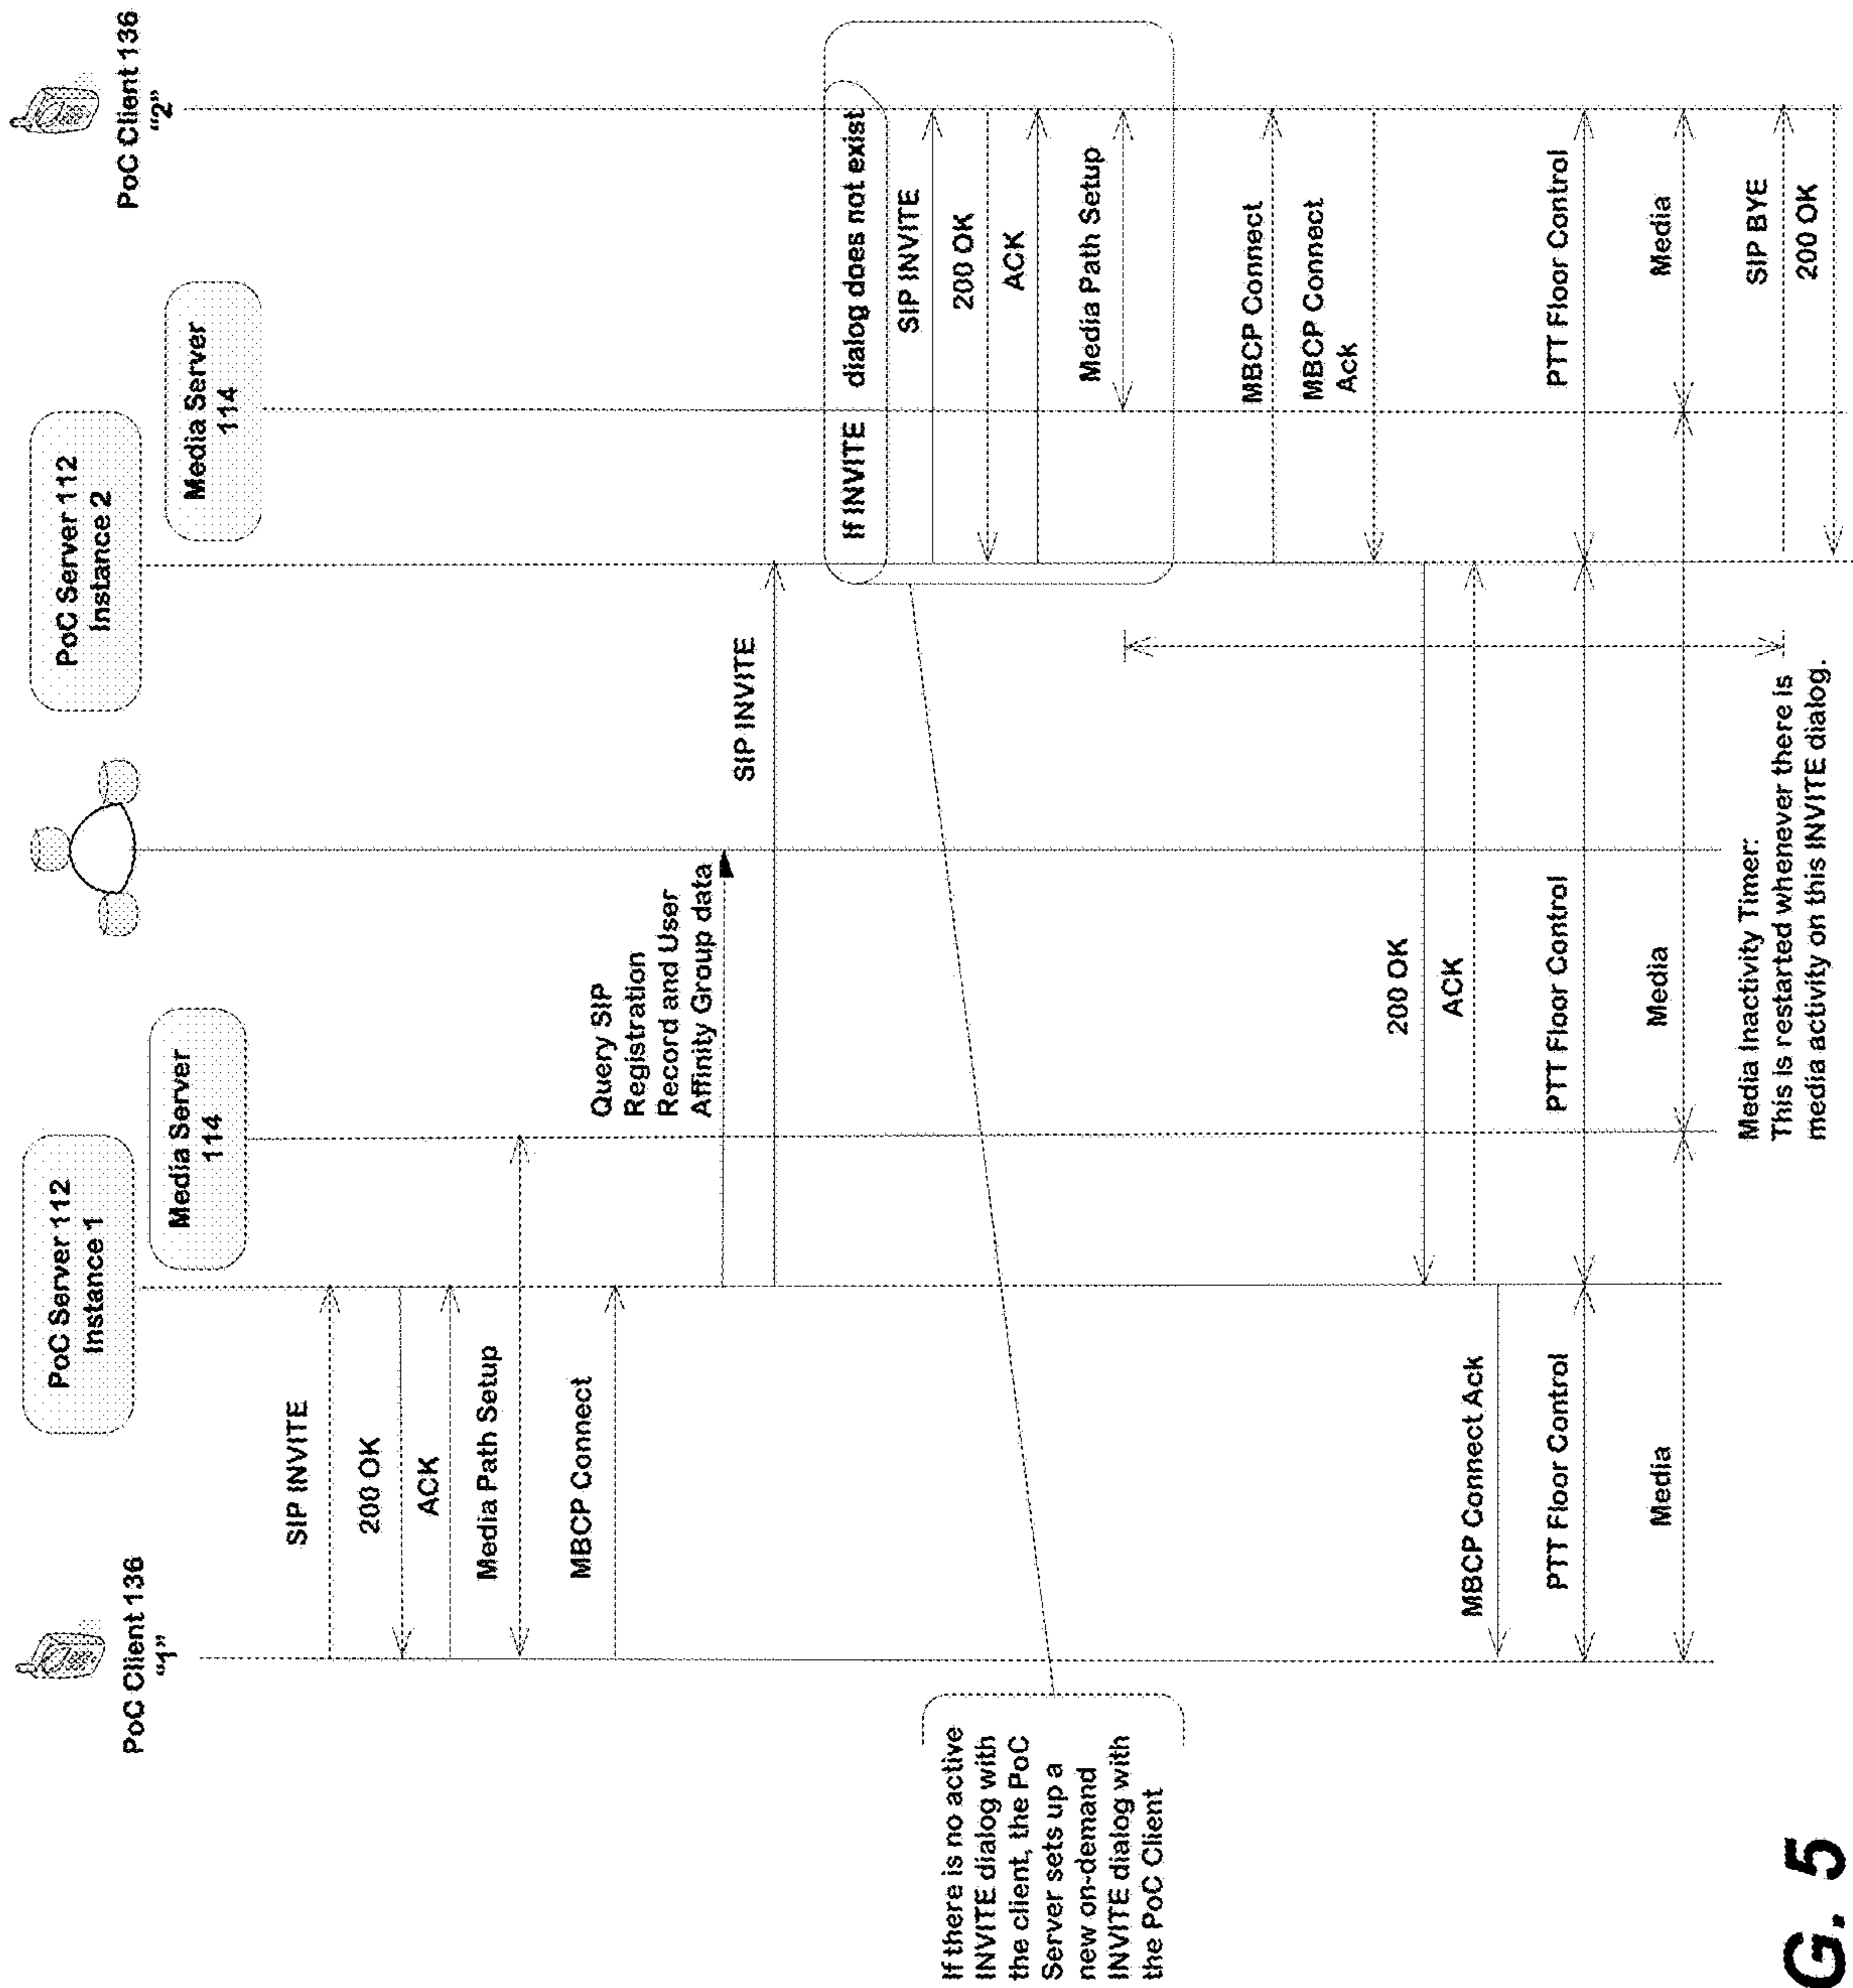 PoC Client 136
"1"
PoC Server 112
Instance 1
Media Server
114
PoC Server 112
Instance 2
Media Server
114
PoC Client 136
"2"
SIP INVITE
200 OK
ACK
Media Path Setup
MBCP Connect
Query SIP
Registration
Record and User
Affinity Group data
SIP INVITE
If INVITE dialog does not exist
SIP INVITE
200 OK
ACK
Media Path Setup
If there is no active
INVITE dialog with
the client, the PoC
Server sets up a
new on-demand
INVITE dialog with
the PoC Client
MBCP Connect
MBCP Connect
Ack
200 OK
ACK
MBCP Connect Ack
PTT Floor Control
PTT Floor Control
PTT Floor Control
Media
Media
Media
Media Inactivity Timer:
This is restarted whenever there is
media activity on this INVITE dialog.
SIP BYE
200 OK
G. 5